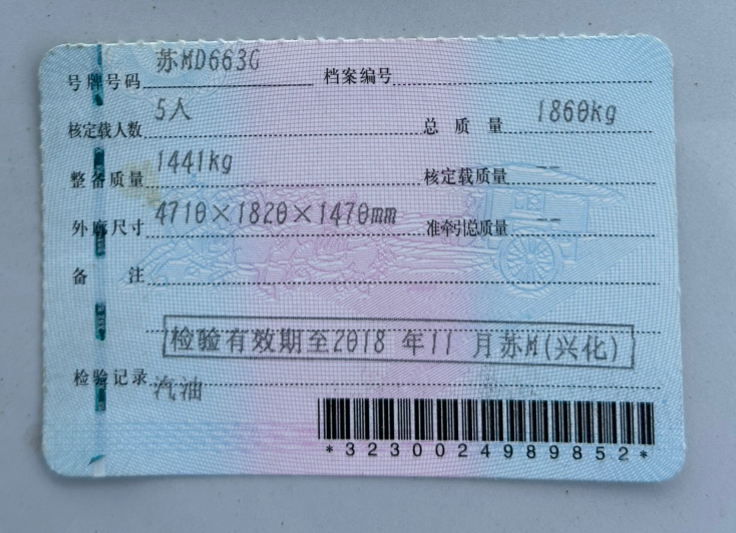 号牌号码 苏MD663G 档案编号
核定载人数 5人 总质量 1860kg
整备质量 1441kg 核定载质量 --
外廓尺寸 4710×1820×1470mm 准牵引总质量 --
备注
检验有效期至2018年11月苏M(兴化)
检验记录 汽油
*3230024989852*